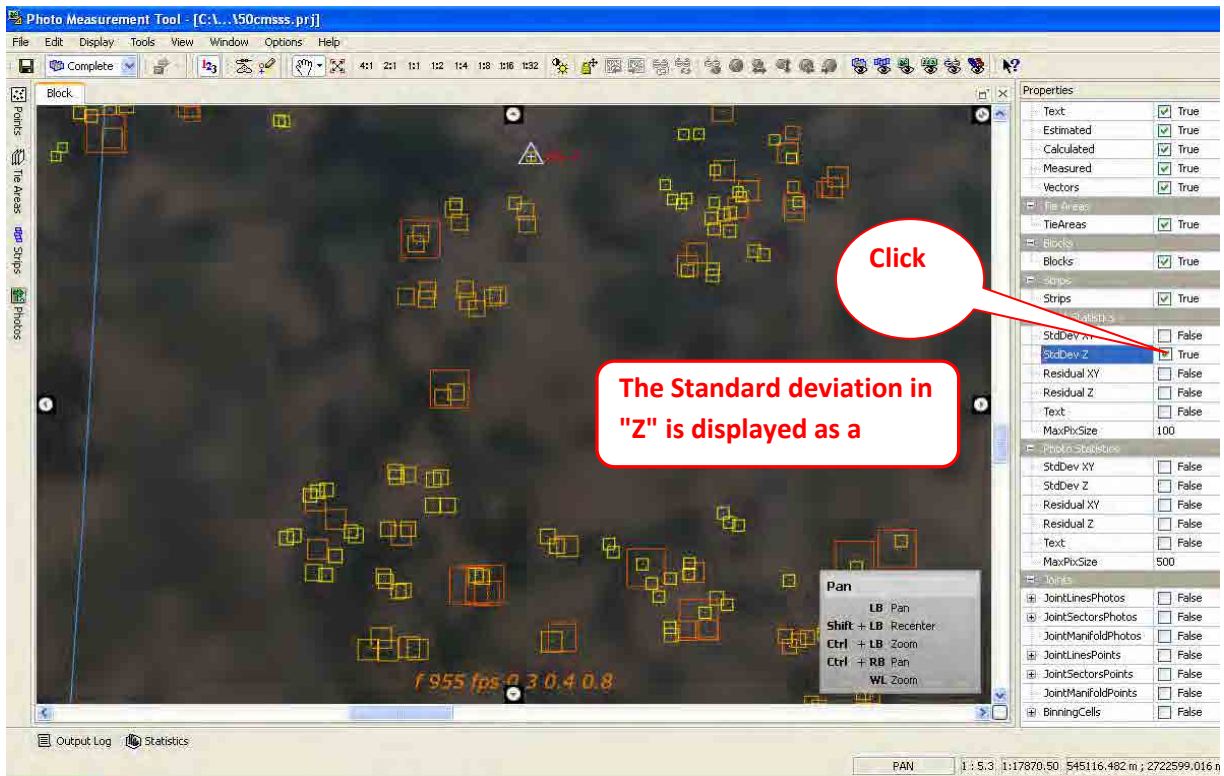 Photo Measurement Tool - [C:\...\50cmsss.prj]
File Edit Display Tools View Window Options Help
Complete 123 4:1 2:1 1:1 1:2 1:4 1:8 1:16 1:32
Block
Points
Tie Areas
Strips
Photos
Click
The Standard deviation in
"Z" is displayed as a
Pan
LB Pan
Shift + LB Recenter
Ctrl + LB Zoom
Ctrl + RB Pan
WL Zoom
f 955 fps 0.3 0.4 0.8
Properties
Text True
Estimated True
Calculated True
Measured True
Vectors True
Tie Areas
TieAreas True
Blocks
Blocks True
Strips
Strips True
Statistics
StdDev XY False
StdDev Z True
Residual XY False
Residual Z False
Text False
MaxPixSize 100
Photo Statistics
StdDev XY False
StdDev Z False
Residual XY False
Residual Z False
Text False
MaxPixSize 500
Joints
JointLinesPhotos False
JointSectorsPhotos False
JointManifoldPhotos False
JointLinesPoints False
JointSectorsPoints False
JointManifoldPoints False
BinningCells False
Output Log Statistics
PAN 1 : 5.3 1:17870.50 545116.482 m ; 2722599.016 m